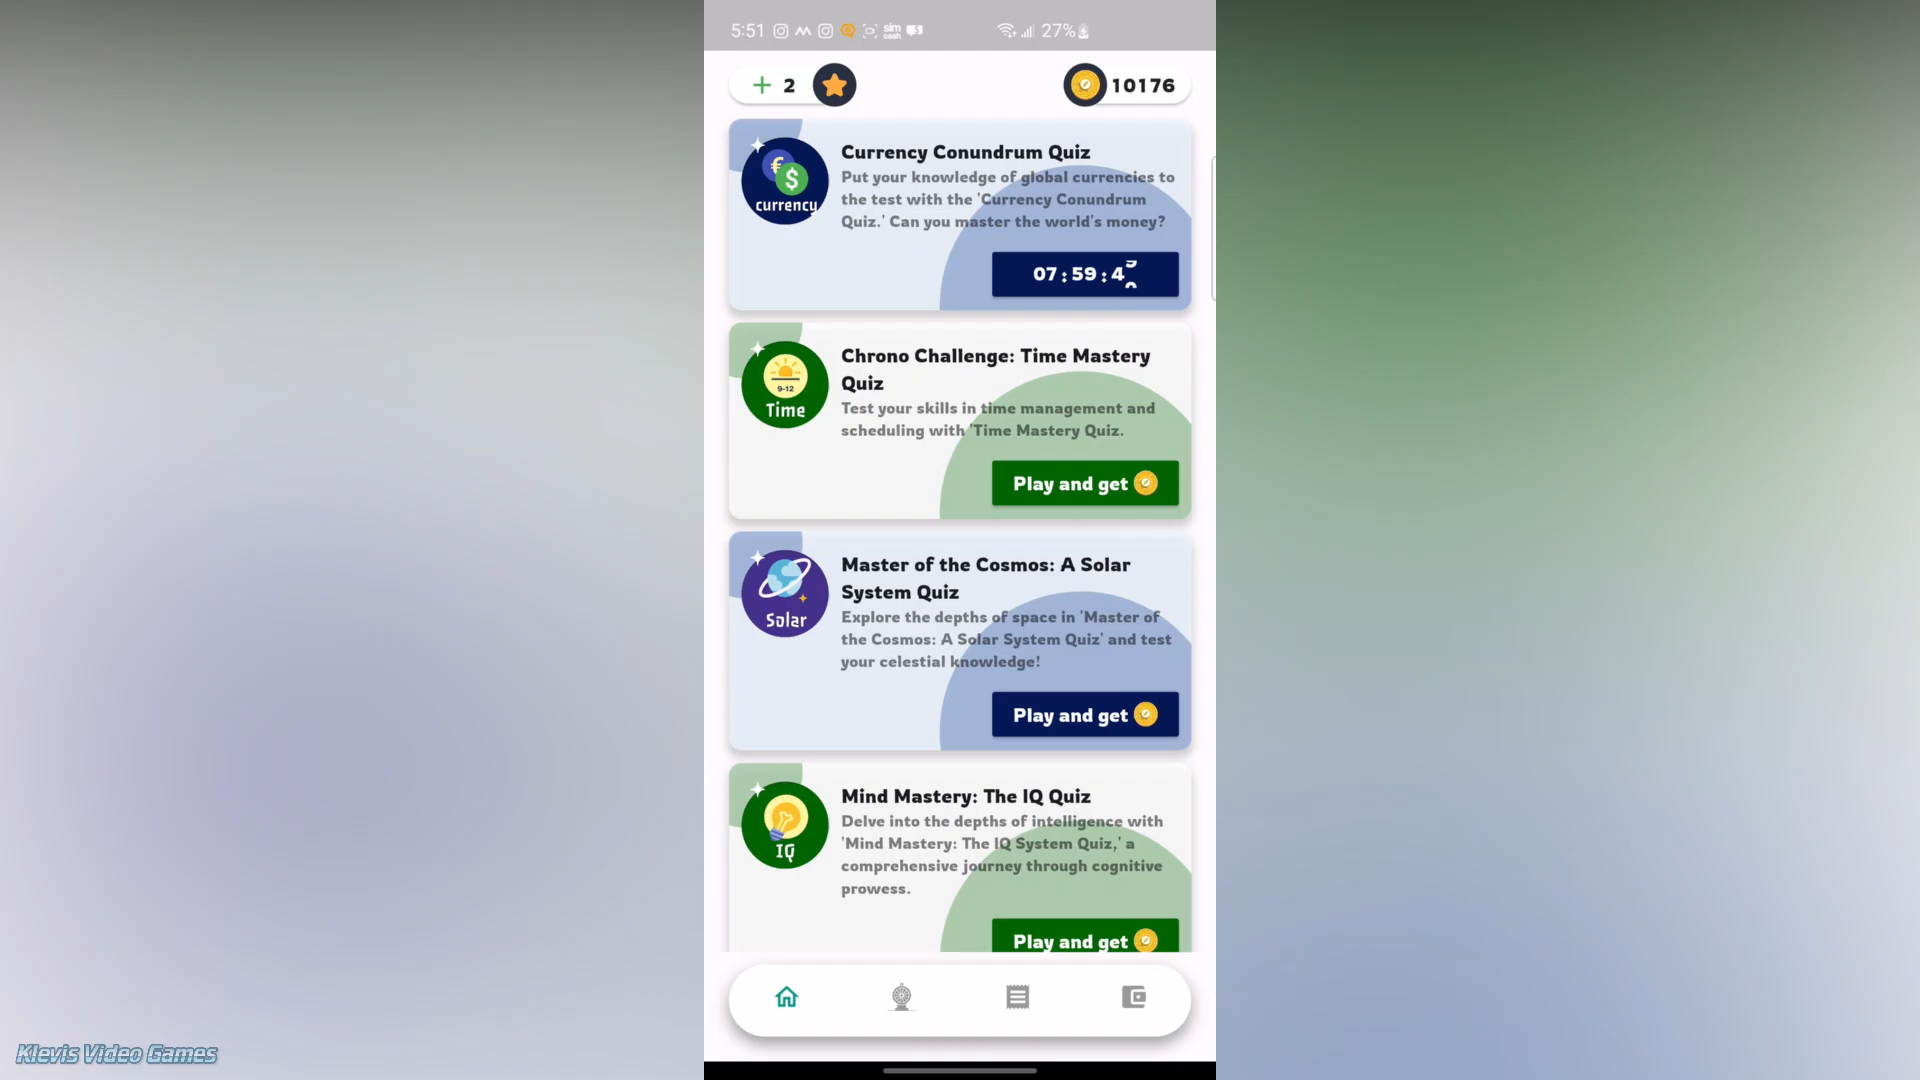 5:51
sim
cash
27%
+ 2
10176
currency
Currency Conundrum Quiz
Put your knowledge of global currencies to
the test with the 'Currency Conundrum
Quiz.' Can you master the world's money?
07:59:4
9-12
Time
Chrono Challenge: Time Mastery
Quiz
Test your skills in time management and
scheduling with 'Time Mastery Quiz.
Play and get
Solar
Master of the Cosmos: A Solar
System Quiz
Explore the depths of space in 'Master of
the Cosmos: A Solar System Quiz' and test
your celestial knowledge!
Play and get
IQ
Mind Mastery: The IQ Quiz
Delve into the depths of intelligence with
'Mind Mastery: The IQ System Quiz,' a
comprehensive journey through cognitive
prowess.
Play and get
Klevis Video Games